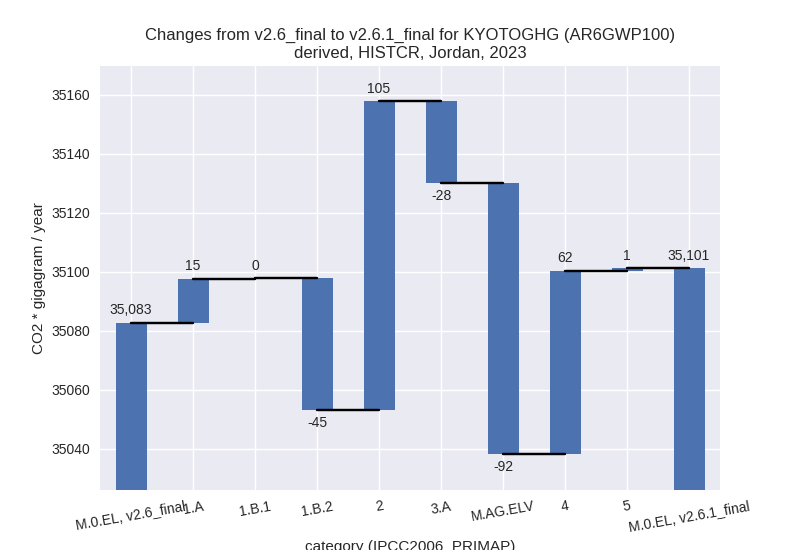 Changes from v2.6_final to v2.6.1_final for KYOTOGHG (AR6GWP100)
derived, HISTCR, Jordan, 2023
CO2 * gigagram / year
35160
35140
35120
35100
35080
35060
35040
35,083
15
0
-45
105
-28
-92
62
1
35,101
M.0.EL, v2.6_final
1.A
1.B.1
1.B.2
2
3.A
M.AG.ELV
4
5
M.0.EL, v2.6.1_final
category (IPCC2006_PRIMAP)